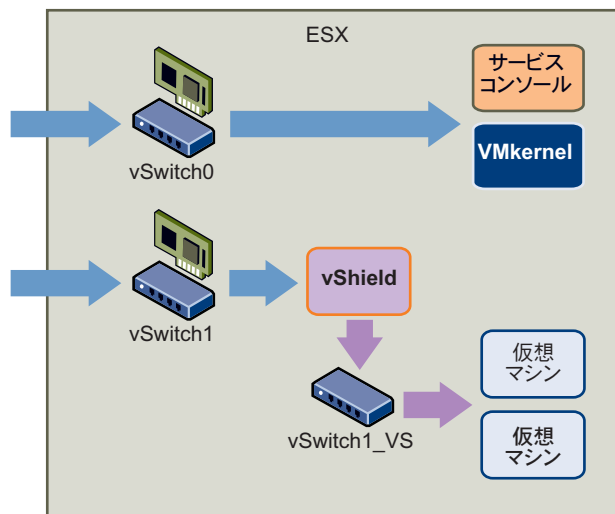 ESX
サービス
コンソール
vSwitch0
VMkernel
vShield
vSwitch1
仮想
マシン
vSwitch1_VS
仮想
マシン